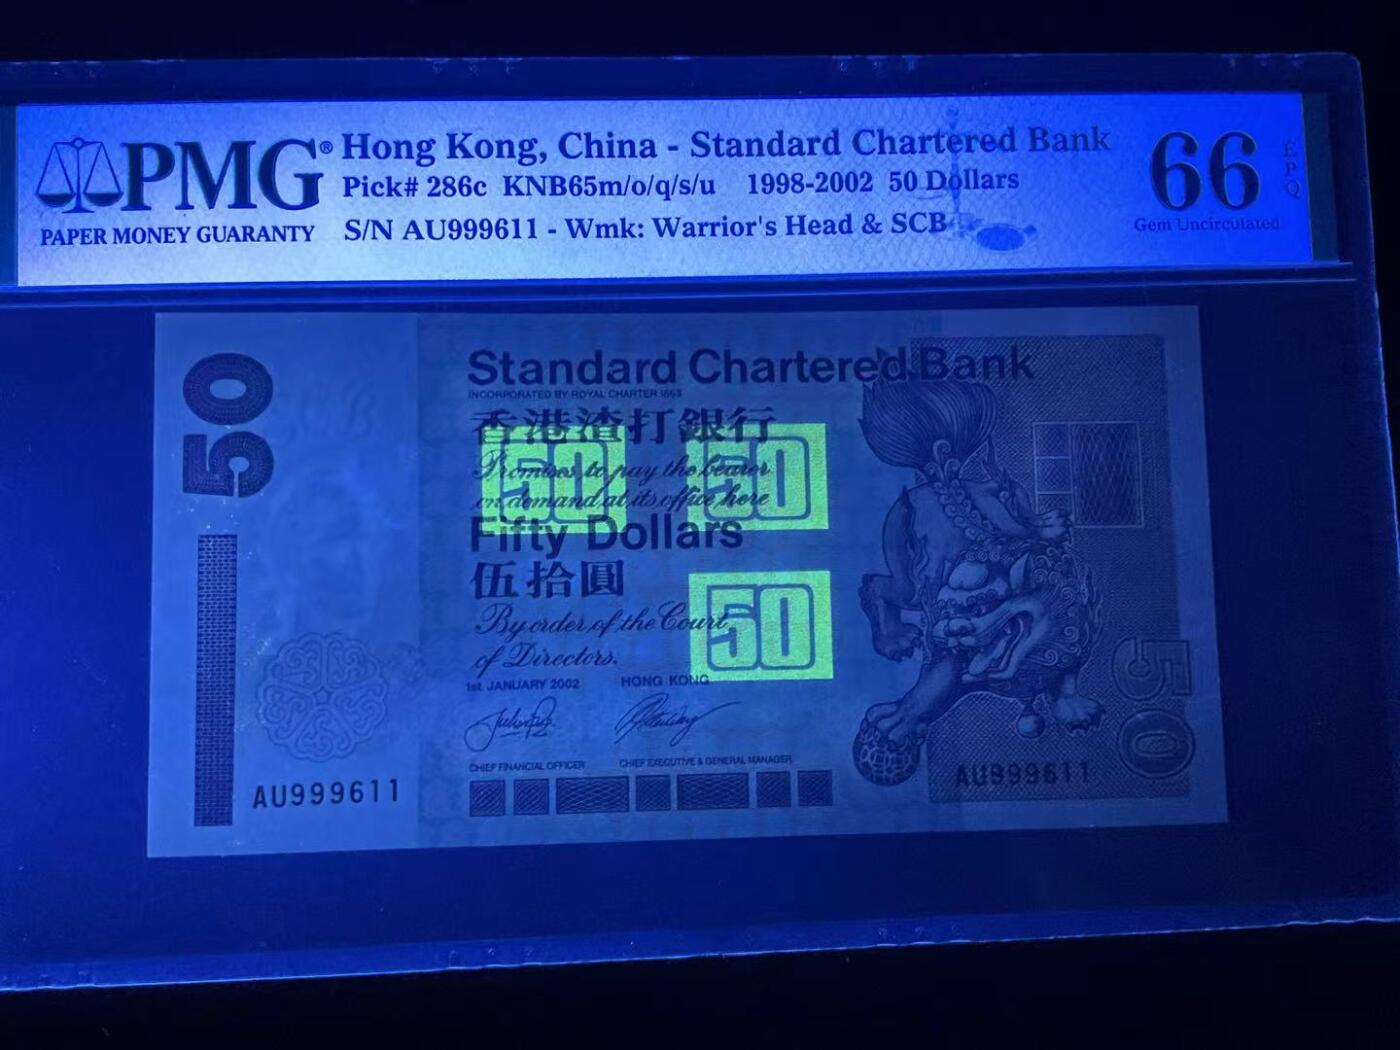 PMG®
PAPER MONEY GUARANTY
Hong Kong, China - Standard Chartered Bank
Pick# 286c KNB65m/o/q/s/u 1998-2002 50 Dollars
S/N AU999611 - Wmk: Warrior's Head & SCB
66
EPQ
Gem Uncirculated
50
SCB
Standard Chartered Bank
INCORPORATED BY ROYAL CHARTER 1853
香港渣打銀行
Promises to pay the bearer
on demand at its office here
50 50
Fifty Dollars
伍拾圓
50
By order of the Court
of Directors.
1st JANUARY 2002 HONG KONG
CHIEF FINANCIAL OFFICER CHIEF EXECUTIVE & GENERAL MANAGER
50
AU999611
AU999611